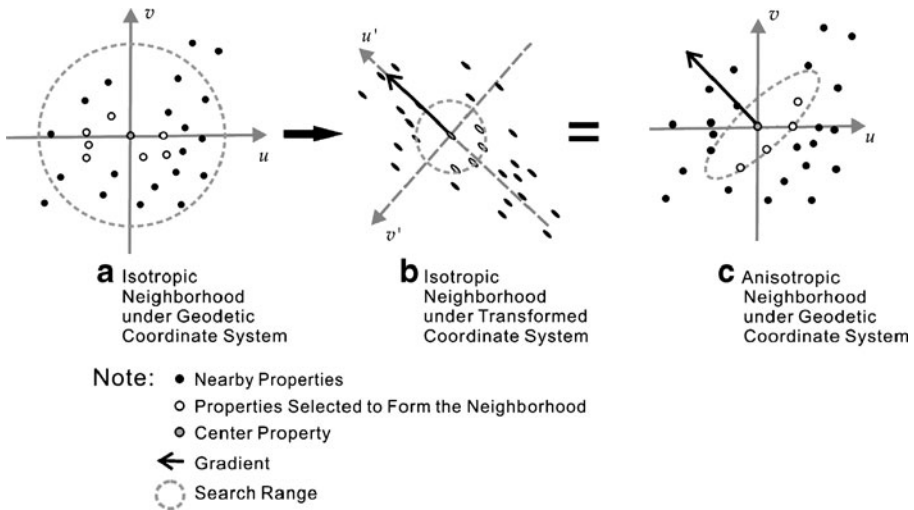 v
u
a Isotropic
Neighborhood
under Geodetic
Coordinate System
u'
v'
b Isotropic
Neighborhood
under Transformed
Coordinate System
=
v
u
c Anisotropic
Neighborhood
under Geodetic
Coordinate System
Note:
Nearby Properties
Properties Selected to Form the Neighborhood
Center Property
Gradient
Search Range